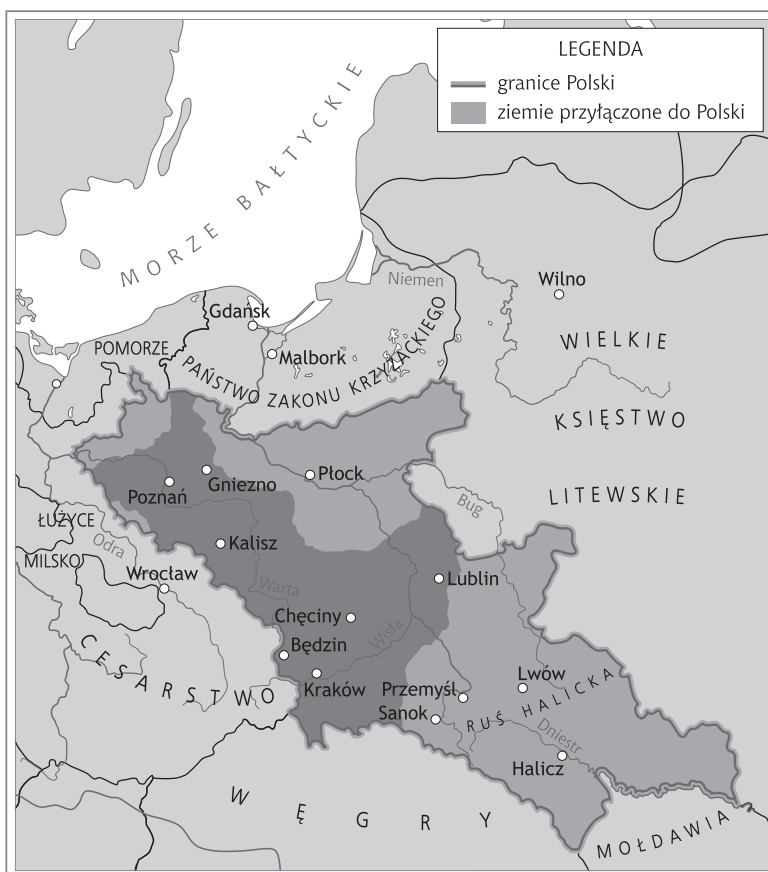 LEGENDA
granice Polski
ziemie przyłączone do Polski
MORZE BAŁTYCKIE
Niemen
Wilno
Gdańsk
WIELKIE
POMORZE
Malbork
PAŃSTWO ZAKONU KRZYŻACKIEGO
KSIĘSTWO
Płock
Gniezno
Poznań
LITEWSKIE
Bug
ŁUŻYCE
Odra
Kalisz
MILSKO
Wrocław
Lublin
Warta
Chęciny
Wisła
Będzin
CESARSTWO
Kraków
Przemyśl
Lwów
Sanok
RUŚ HALICKA
Dniestr
Halicz
WĘGRY
MOŁDAWIA